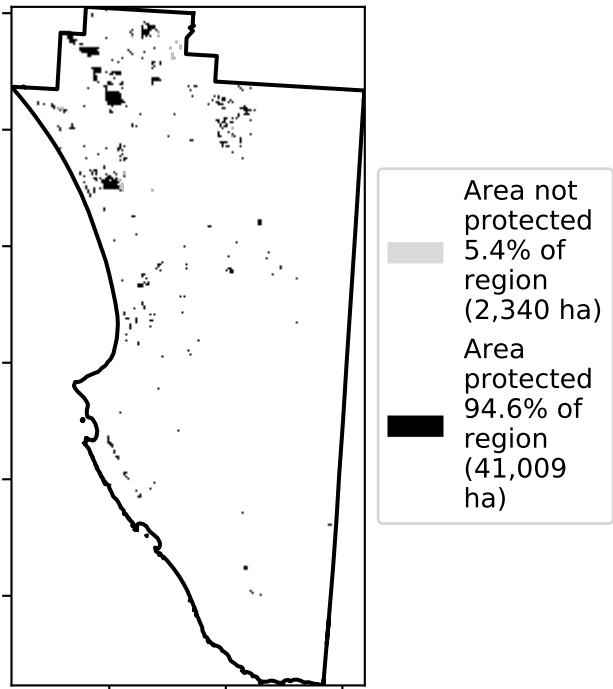 Area not
protected
5.4% of
region
(2,340 ha)
Area
protected
94.6% of
region
(41,009
ha)